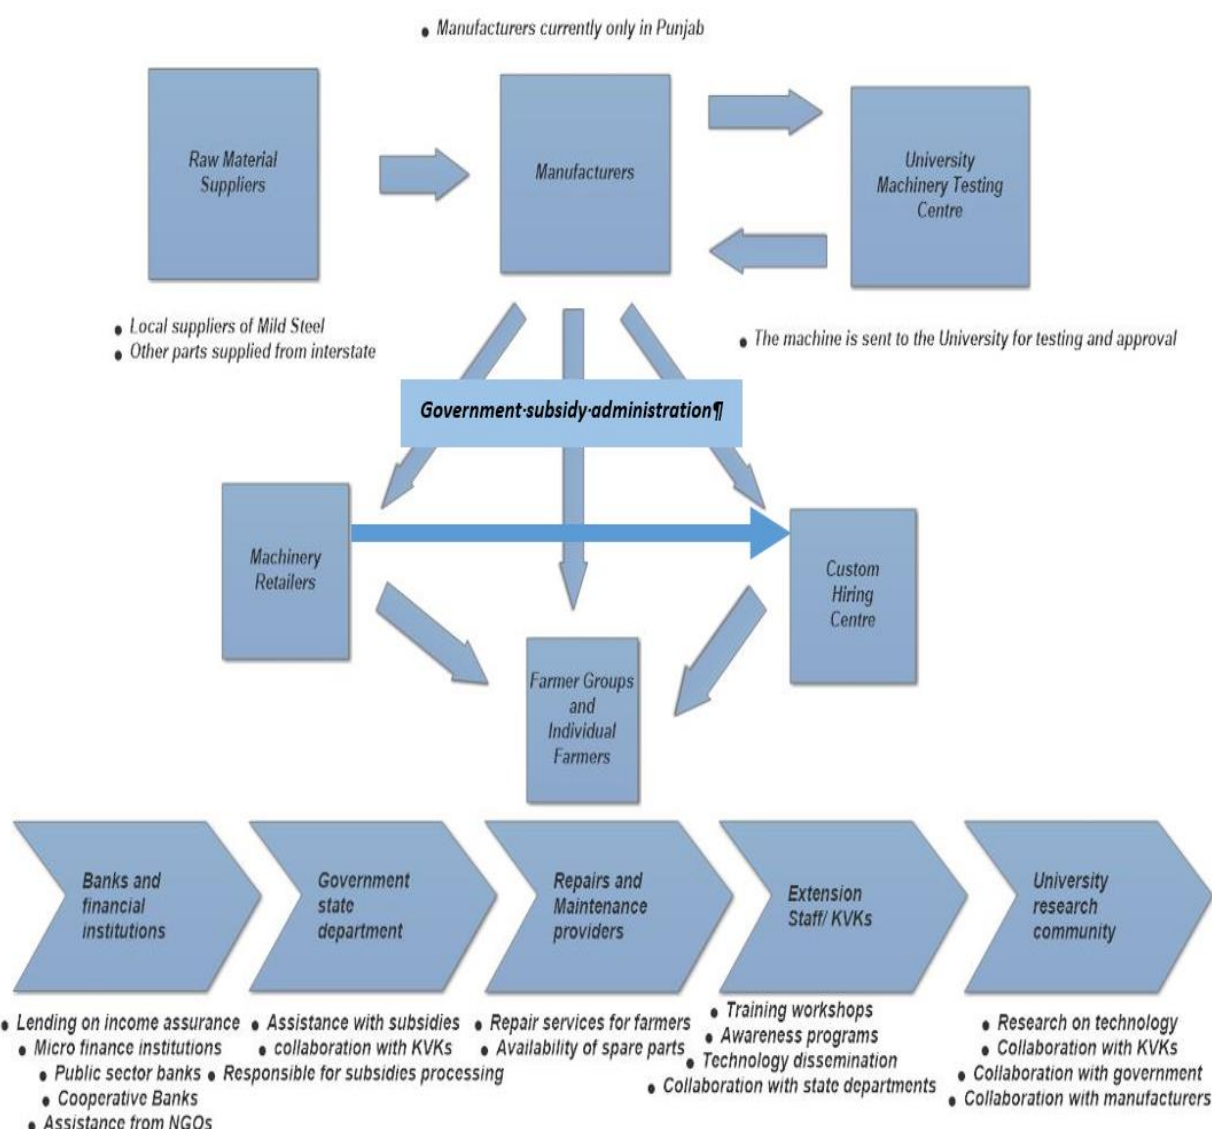 • Manufacturers currently only in Punjab
Raw Material
Suppliers
Manufacturers
University
Machinery Testing
Centre
• Local suppliers of Mild Steel
• Other parts supplied from interstate
• The machine is sent to the University for testing and approval
Government·subsidy·administration¶
Machinery
Retailers
Custom
Hiring
Centre
Farmer Groups
and
Individual
Farmers
Banks and
financial
institutions
Government
state
department
Repairs and
Maintenance
providers
Extension
Staff/ KVKs
University
research
community
• Lending on income assurance
• Micro finance institutions
• Public sector banks
• Cooperative Banks
• Assistance from NGOs
• Assistance with subsidies
• collaboration with KVKs
• Responsible for subsidies processing
• Repair services for farmers
• Availability of spare parts
• Training workshops
• Awareness programs
• Technology dissemination
• Collaboration with state departments
• Research on technology
• Collaboration with KVKs
• Collaboration with government
• Collaboration with manufacturers